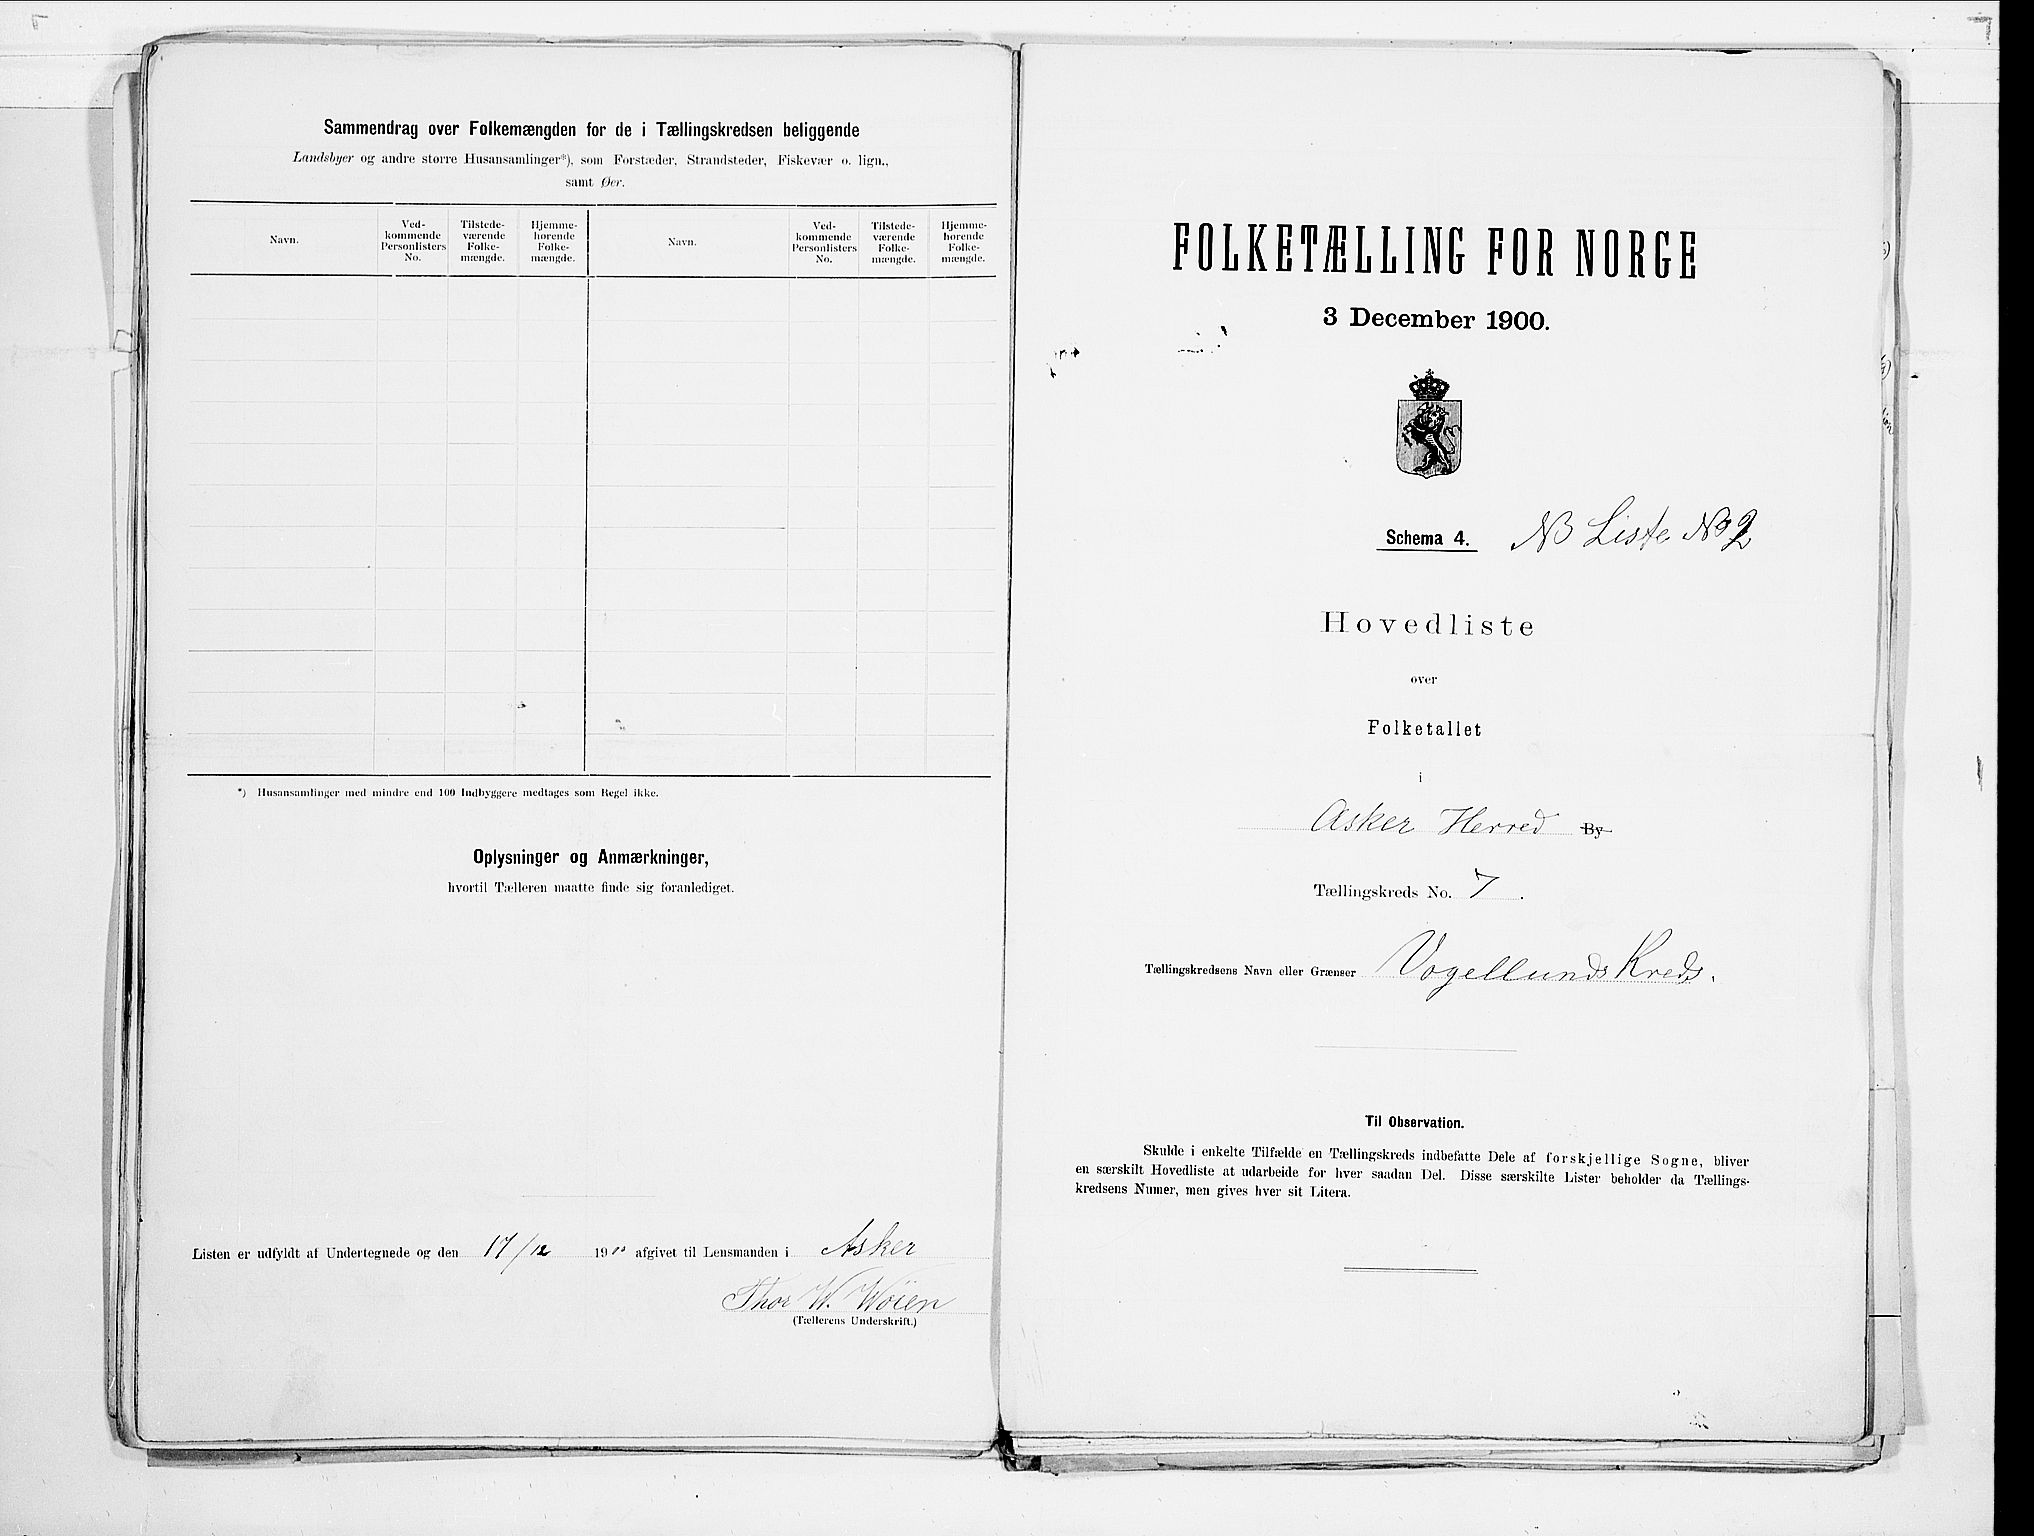 Sammendrag over Folkemængden for de i Tællingskredsen beliggende
Landsbyer og andre større Husansamlinger*), som Forstæder, Strandsteder, Fiskevær o. lign.,
samt Øer.
Navn.
Ved-
kommende
Personlisters
No.
Tilstede-
værende
Folke-
mængde.
Hjemme-
hørende
Folke-
mængde.
Navn.
Ved-
kommende
Personlisters
No.
Tilstede-
værende
Folke-
mængde.
Hjemme-
hørende
Folke-
mængde.
*) Husansamlinger med mindre end 100 Indbyggere medtages som Regel ikke.
Oplysninger og Anmærkninger,
hvortil Tælleren maatte finde sig foranlediget.
Listen er udfyldt af Undertegnede og den 17/12 1900 afgivet til Lensmanden i Asker
Thor W. Wöien
(Tællerens Underskrift.)
FOLKETÆLLING FOR NORGE
3 December 1900.
Schema 4. NB Liste No 2
Hovedliste
over
Folketallet
i
Asker Herred By
Tællingskreds No. 7.
Tællingskredsens Navn eller Grænser Vogellunds Kreds.
Til Observation.
Skulde i enkelte Tilfælde en Tællingskreds indbefatte Dele af forskjellige Sogne, bliver
en særskilt Hovedliste at udarbeide for hver saadan Del. Disse særskilte Lister beholder da Tællings-
kredsens Numer, men gives hver sit Litera.